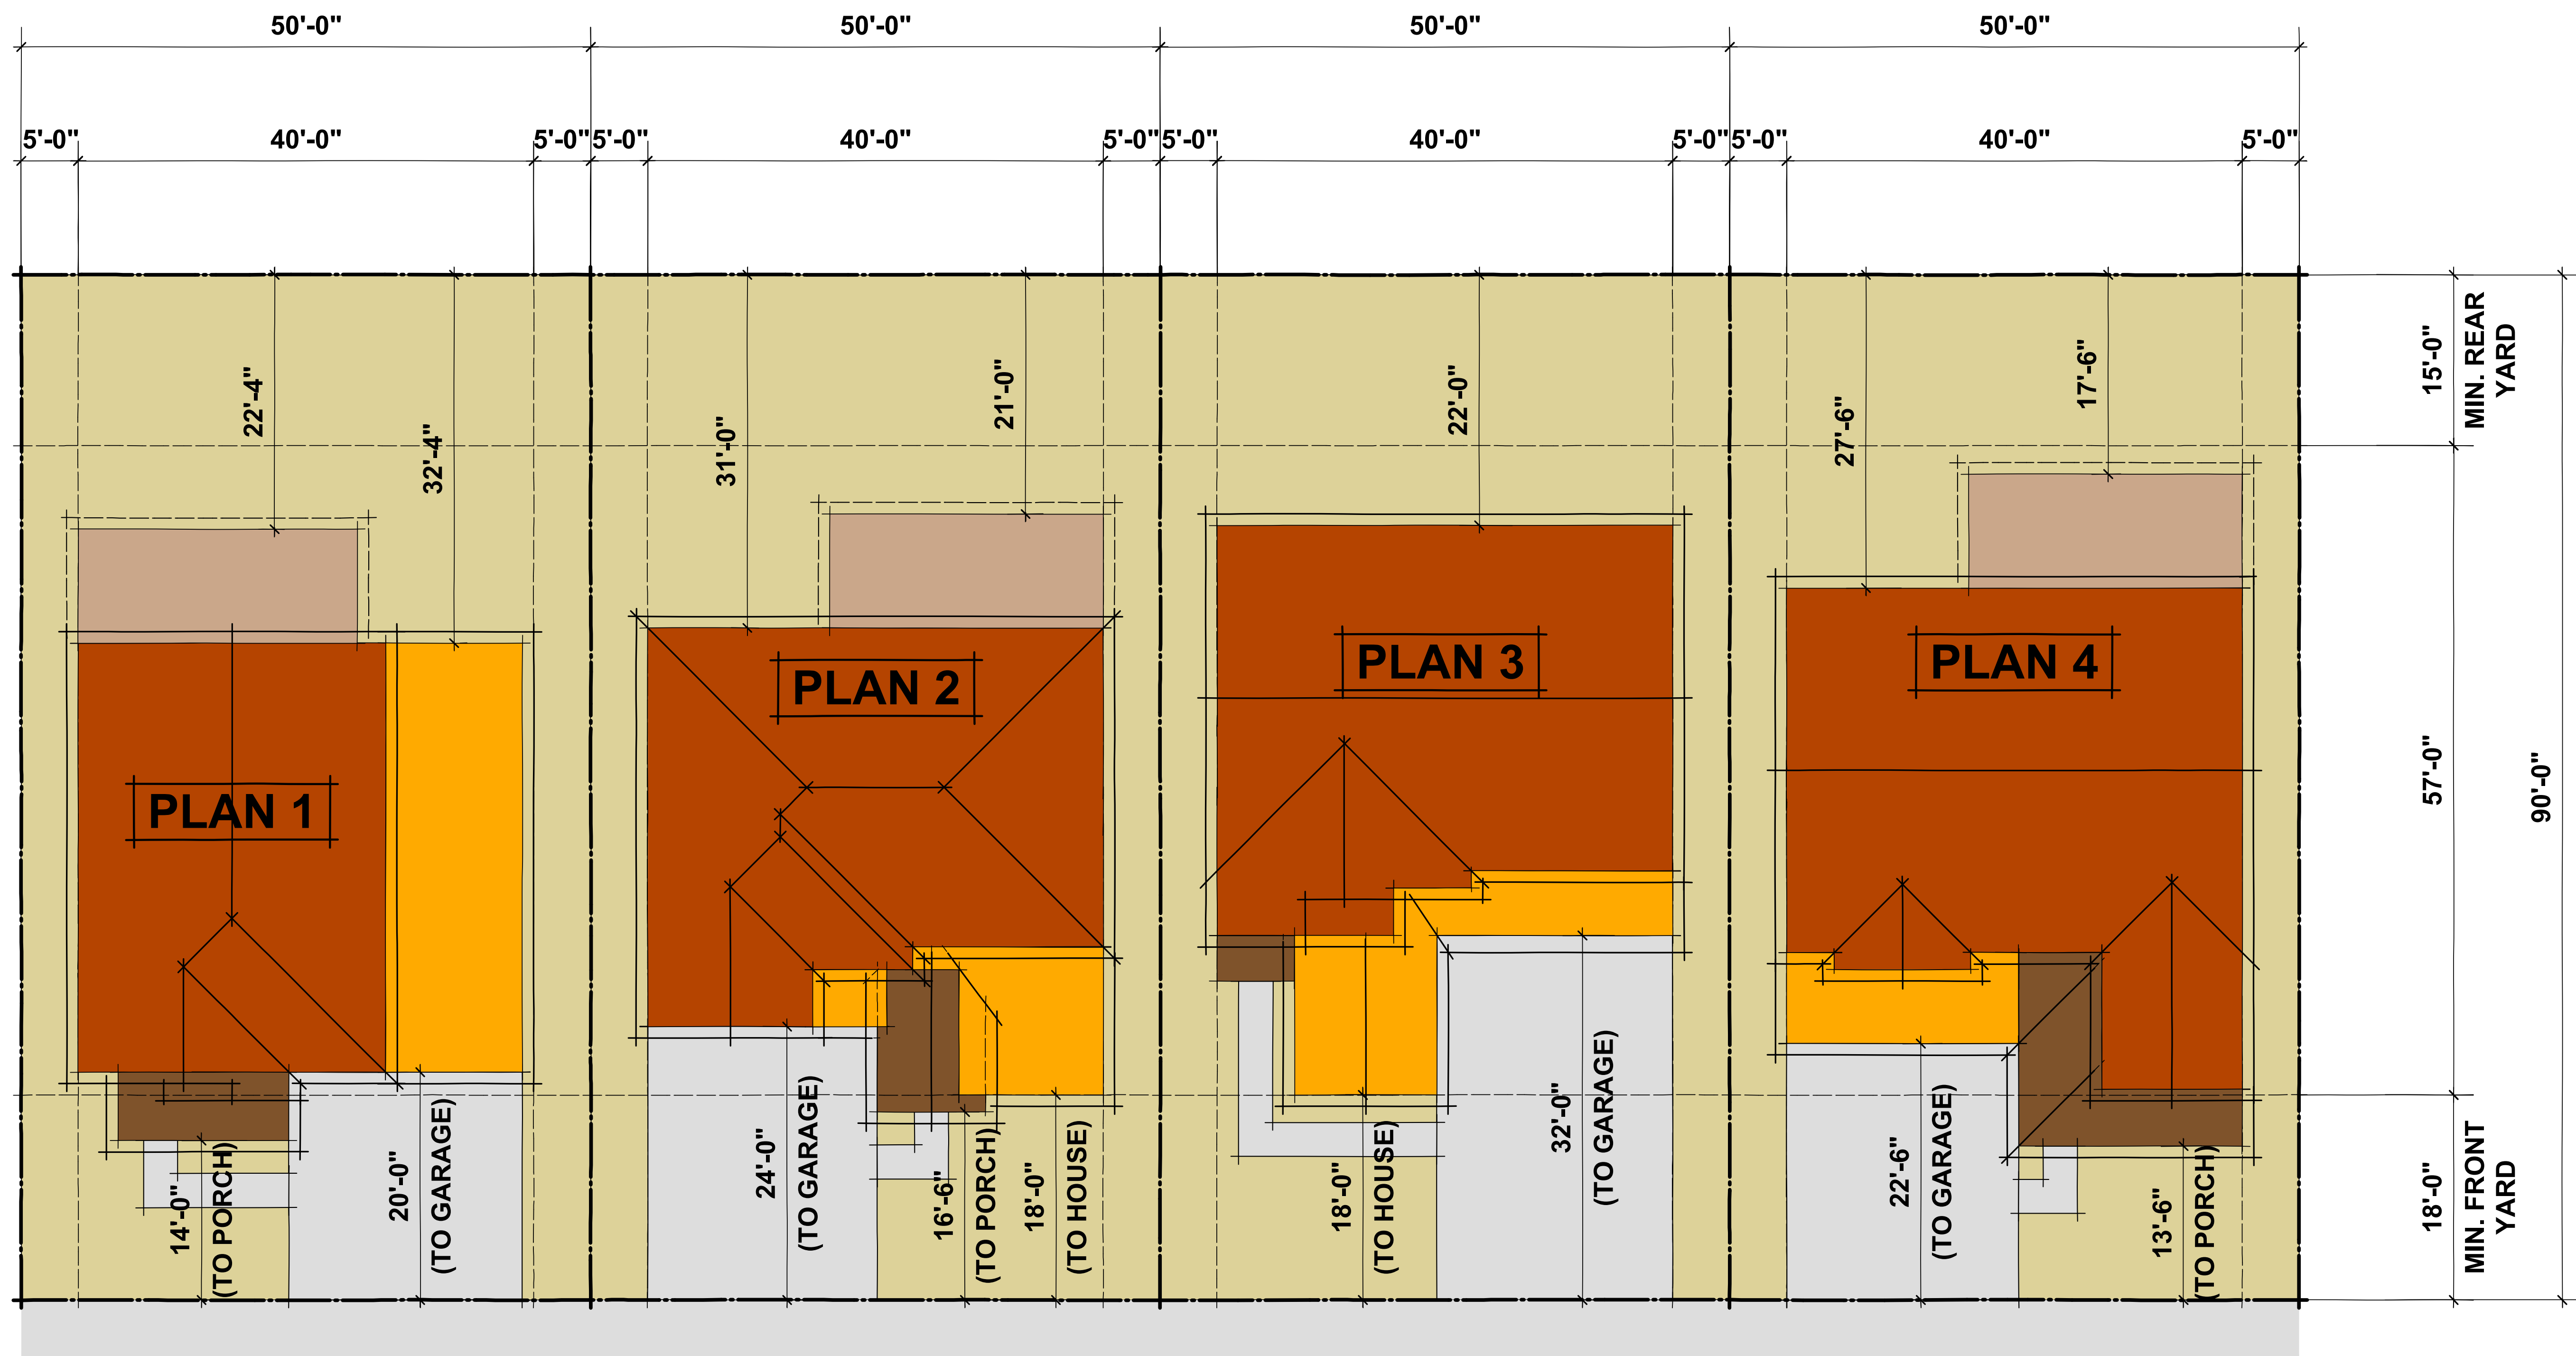 50'-0" 50'-0" 50'-0" 50'-0"
5'-0" 40'-0" 5'-0" 5'-0" 40'-0" 5'-0" 5'-0" 40'-0" 5'-0" 5'-0" 40'-0" 5'-0"
22'-4"
32'-4"
31'-0"
21'-0"
22'-0"
27'-6"
17'-6"
15'-0"
MIN. REAR
YARD
PLAN 1
PLAN 2
PLAN 3
PLAN 4
57'-0"
90'-0"
14'-0"
(TO PORCH)
20'-0"
(TO GARAGE)
24'-0"
(TO GARAGE)
16'-6"
(TO PORCH)
18'-0"
(TO HOUSE)
18'-0"
(TO HOUSE)
32'-0"
(TO GARAGE)
22'-6"
(TO GARAGE)
13'-6"
(TO PORCH)
18'-0"
MIN. FRONT
YARD